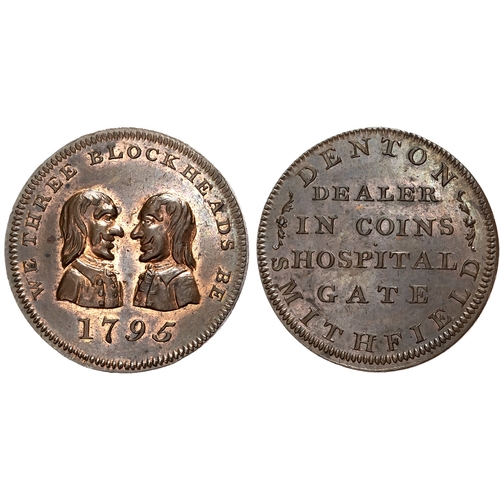 WE THREE BLOCKHEADS BE
1795
DENTON
DEALER
IN COINS
HOSPITAL
GATE
SMITHFIELD